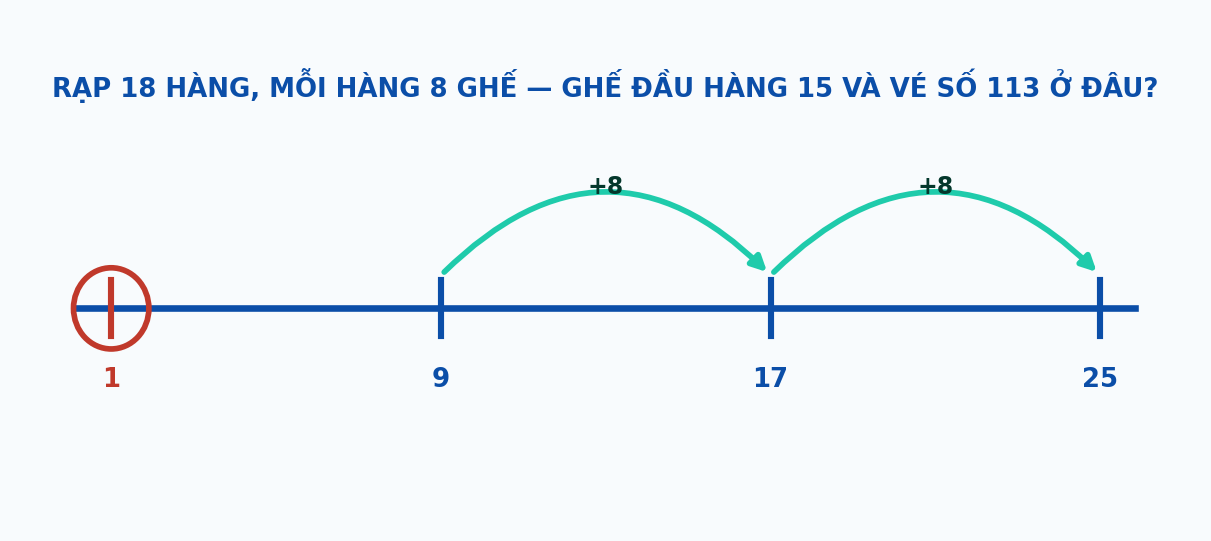 RẠP 18 HÀNG, MỖI HÀNG 8 GHẾ — GHẾ ĐẦU HÀNG 15 VÀ VÉ SỐ 113 Ở ĐÂU?
+8 +8
1 9 17 25